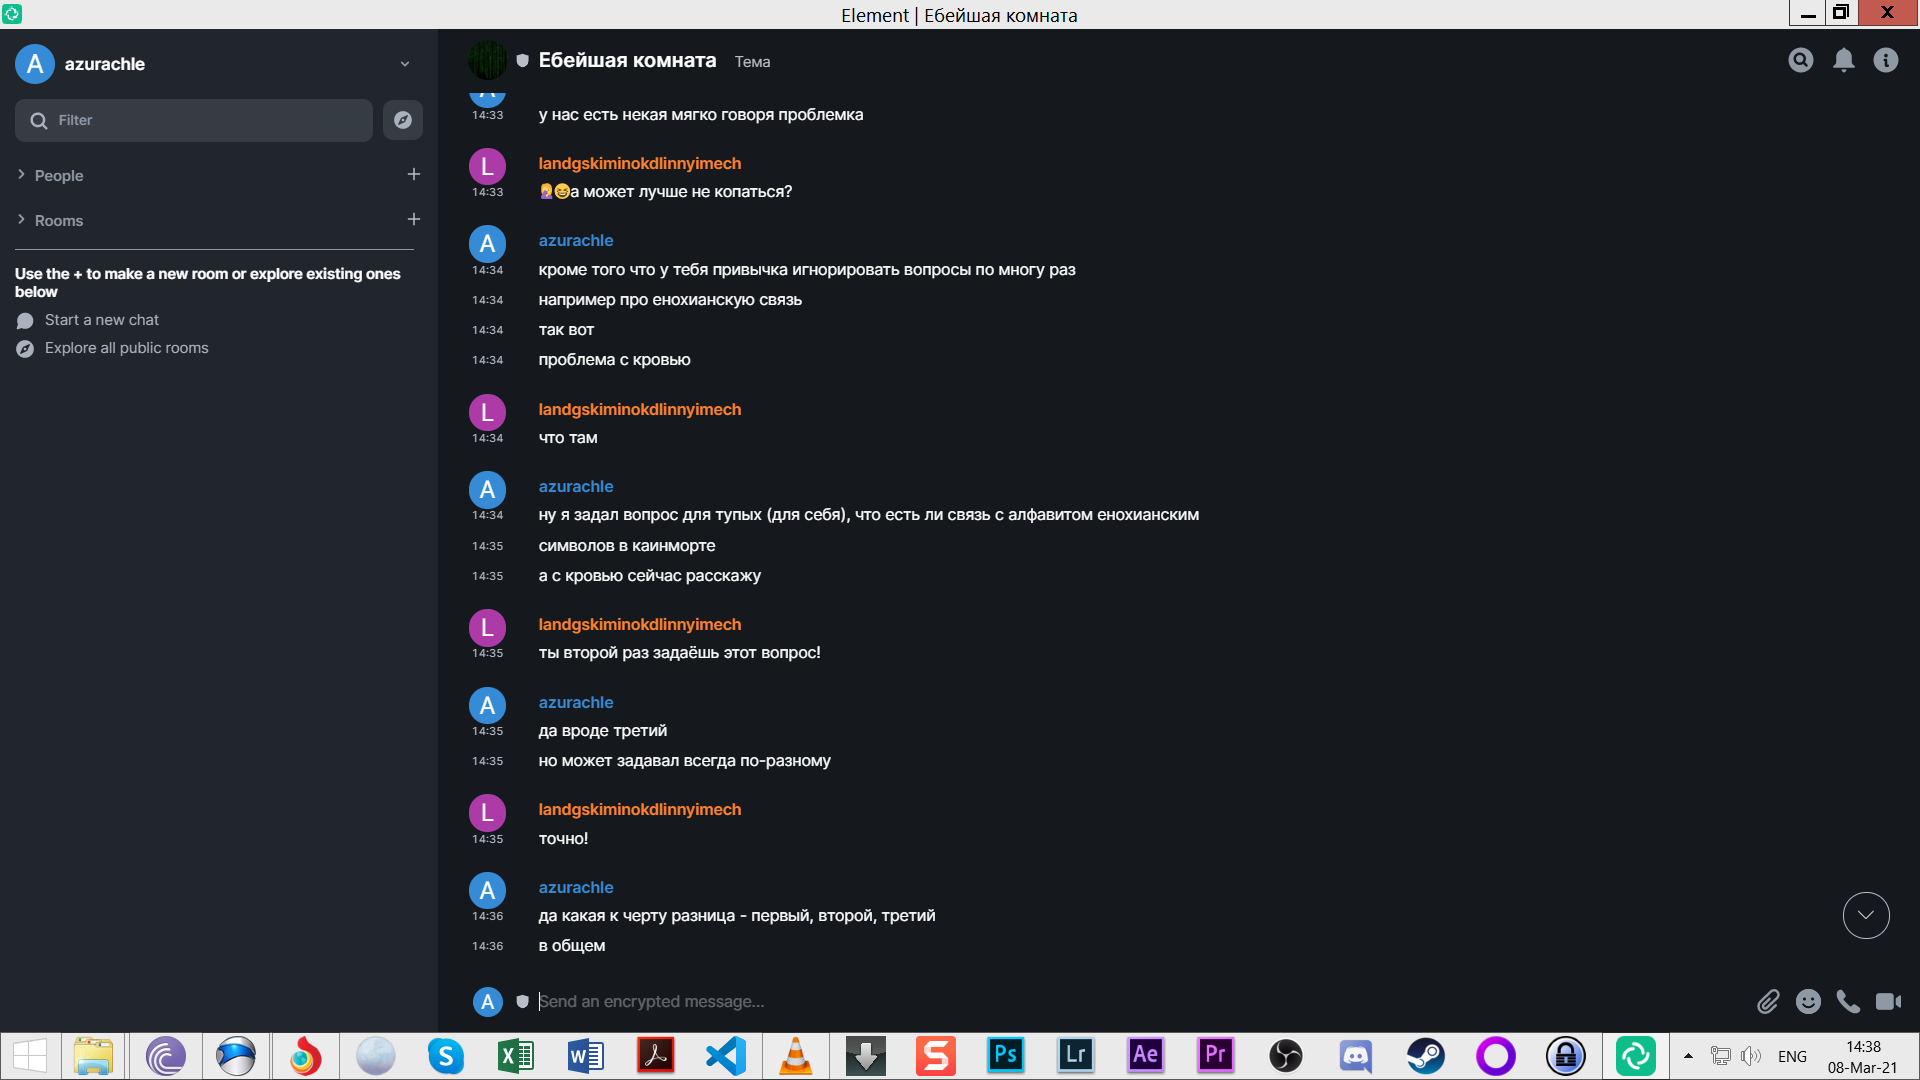 Element | Ебейшая комната
A azurachle
Filter
People
Rooms
Use the + to make a new room or explore existing ones
below
Start a new chat
Explore all public rooms
Ебейшая комната Тема
A
14:33 у нас есть некая мягко говоря проблемка
L landgskiminokdlinnyimech
14:33 🤦‍♀️😆а может лучше не копаться?
A azurachle
14:34 кроме того что у тебя привычка игнорировать вопросы по многу раз
14:34 например про енохианскую связь
14:34 так вот
14:34 проблема с кровью
L landgskiminokdlinnyimech
14:34 что там
A azurachle
14:34 ну я задал вопрос для тупых (для себя), что есть ли связь с алфавитом енохианским
14:35 символов в каинморте
14:35 а с кровью сейчас расскажу
L landgskiminokdlinnyimech
14:35 ты второй раз задаёшь этот вопрос!
A azurachle
14:35 да вроде третий
14:35 но может задавал всегда по-разному
L landgskiminokdlinnyimech
14:35 точно!
A azurachle
14:36 да какая к черту разница - первый, второй, третий
14:36 в общем
A Send an encrypted message...
S X W S Ps Lr Ae Pr ENG 14:38
08-Mar-21